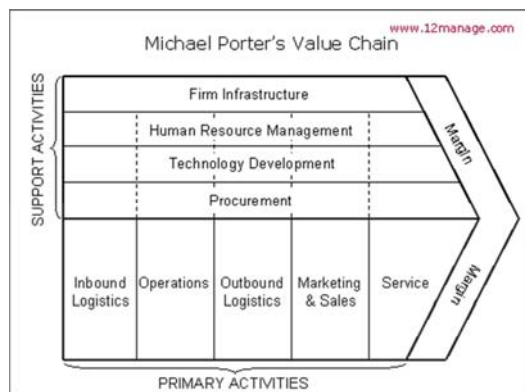 www.12manage.com
Michael Porter's Value Chain
SUPPORT ACTIVITIES
Firm Infrastructure
Human Resource Management
Technology Development
Procurement
Margin
Inbound
Logistics
Operations
Outbound
Logistics
Marketing
& Sales
Service
Margin
PRIMARY ACTIVITIES